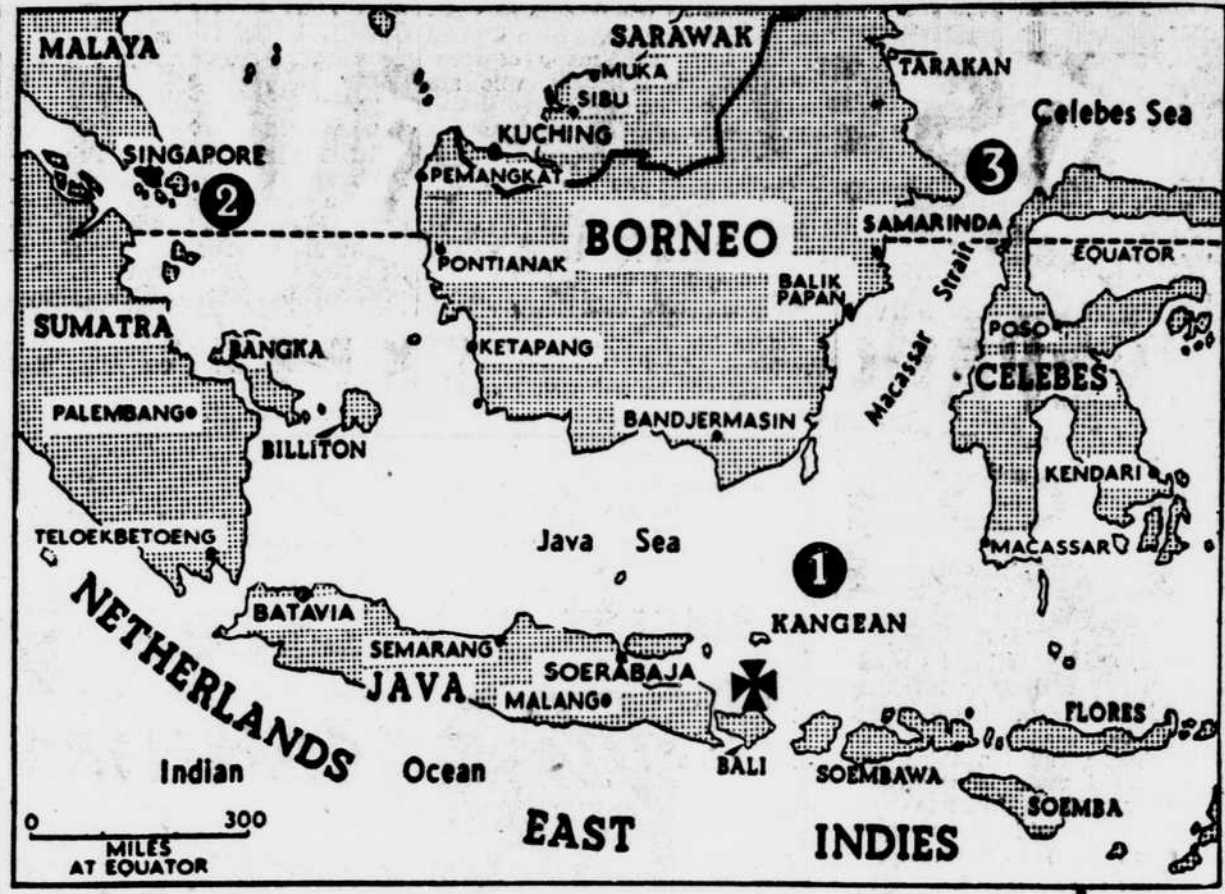 MALAYA
SARAWAK
MUKA
TARAKAN
SIBU
Celebes Sea
KUCHING
SINGAPORE
3
PEMANGKAT
2
SAMARINDA
BORNEO
PONTIANAK
EQUATOR
BALIK
PAPAN
Macassar Strait
SUMATRA
POSO
BANGKA
KETAPANG
CELEBES
PALEMBANG
BANDJERMASIN
BILLITON
KENDARI
TELOEKBETOENG
Java Sea
MACASSAR
1
BATAVIA
KANGEAN
SEMARANG
SOERABAJA
JAVA
MALANG
FLORES
BALI
SOEMBAWA
Indian Ocean
SOEMBA
NETHERLANDS EAST INDIES
0 300
MILES
AT EQUATOR